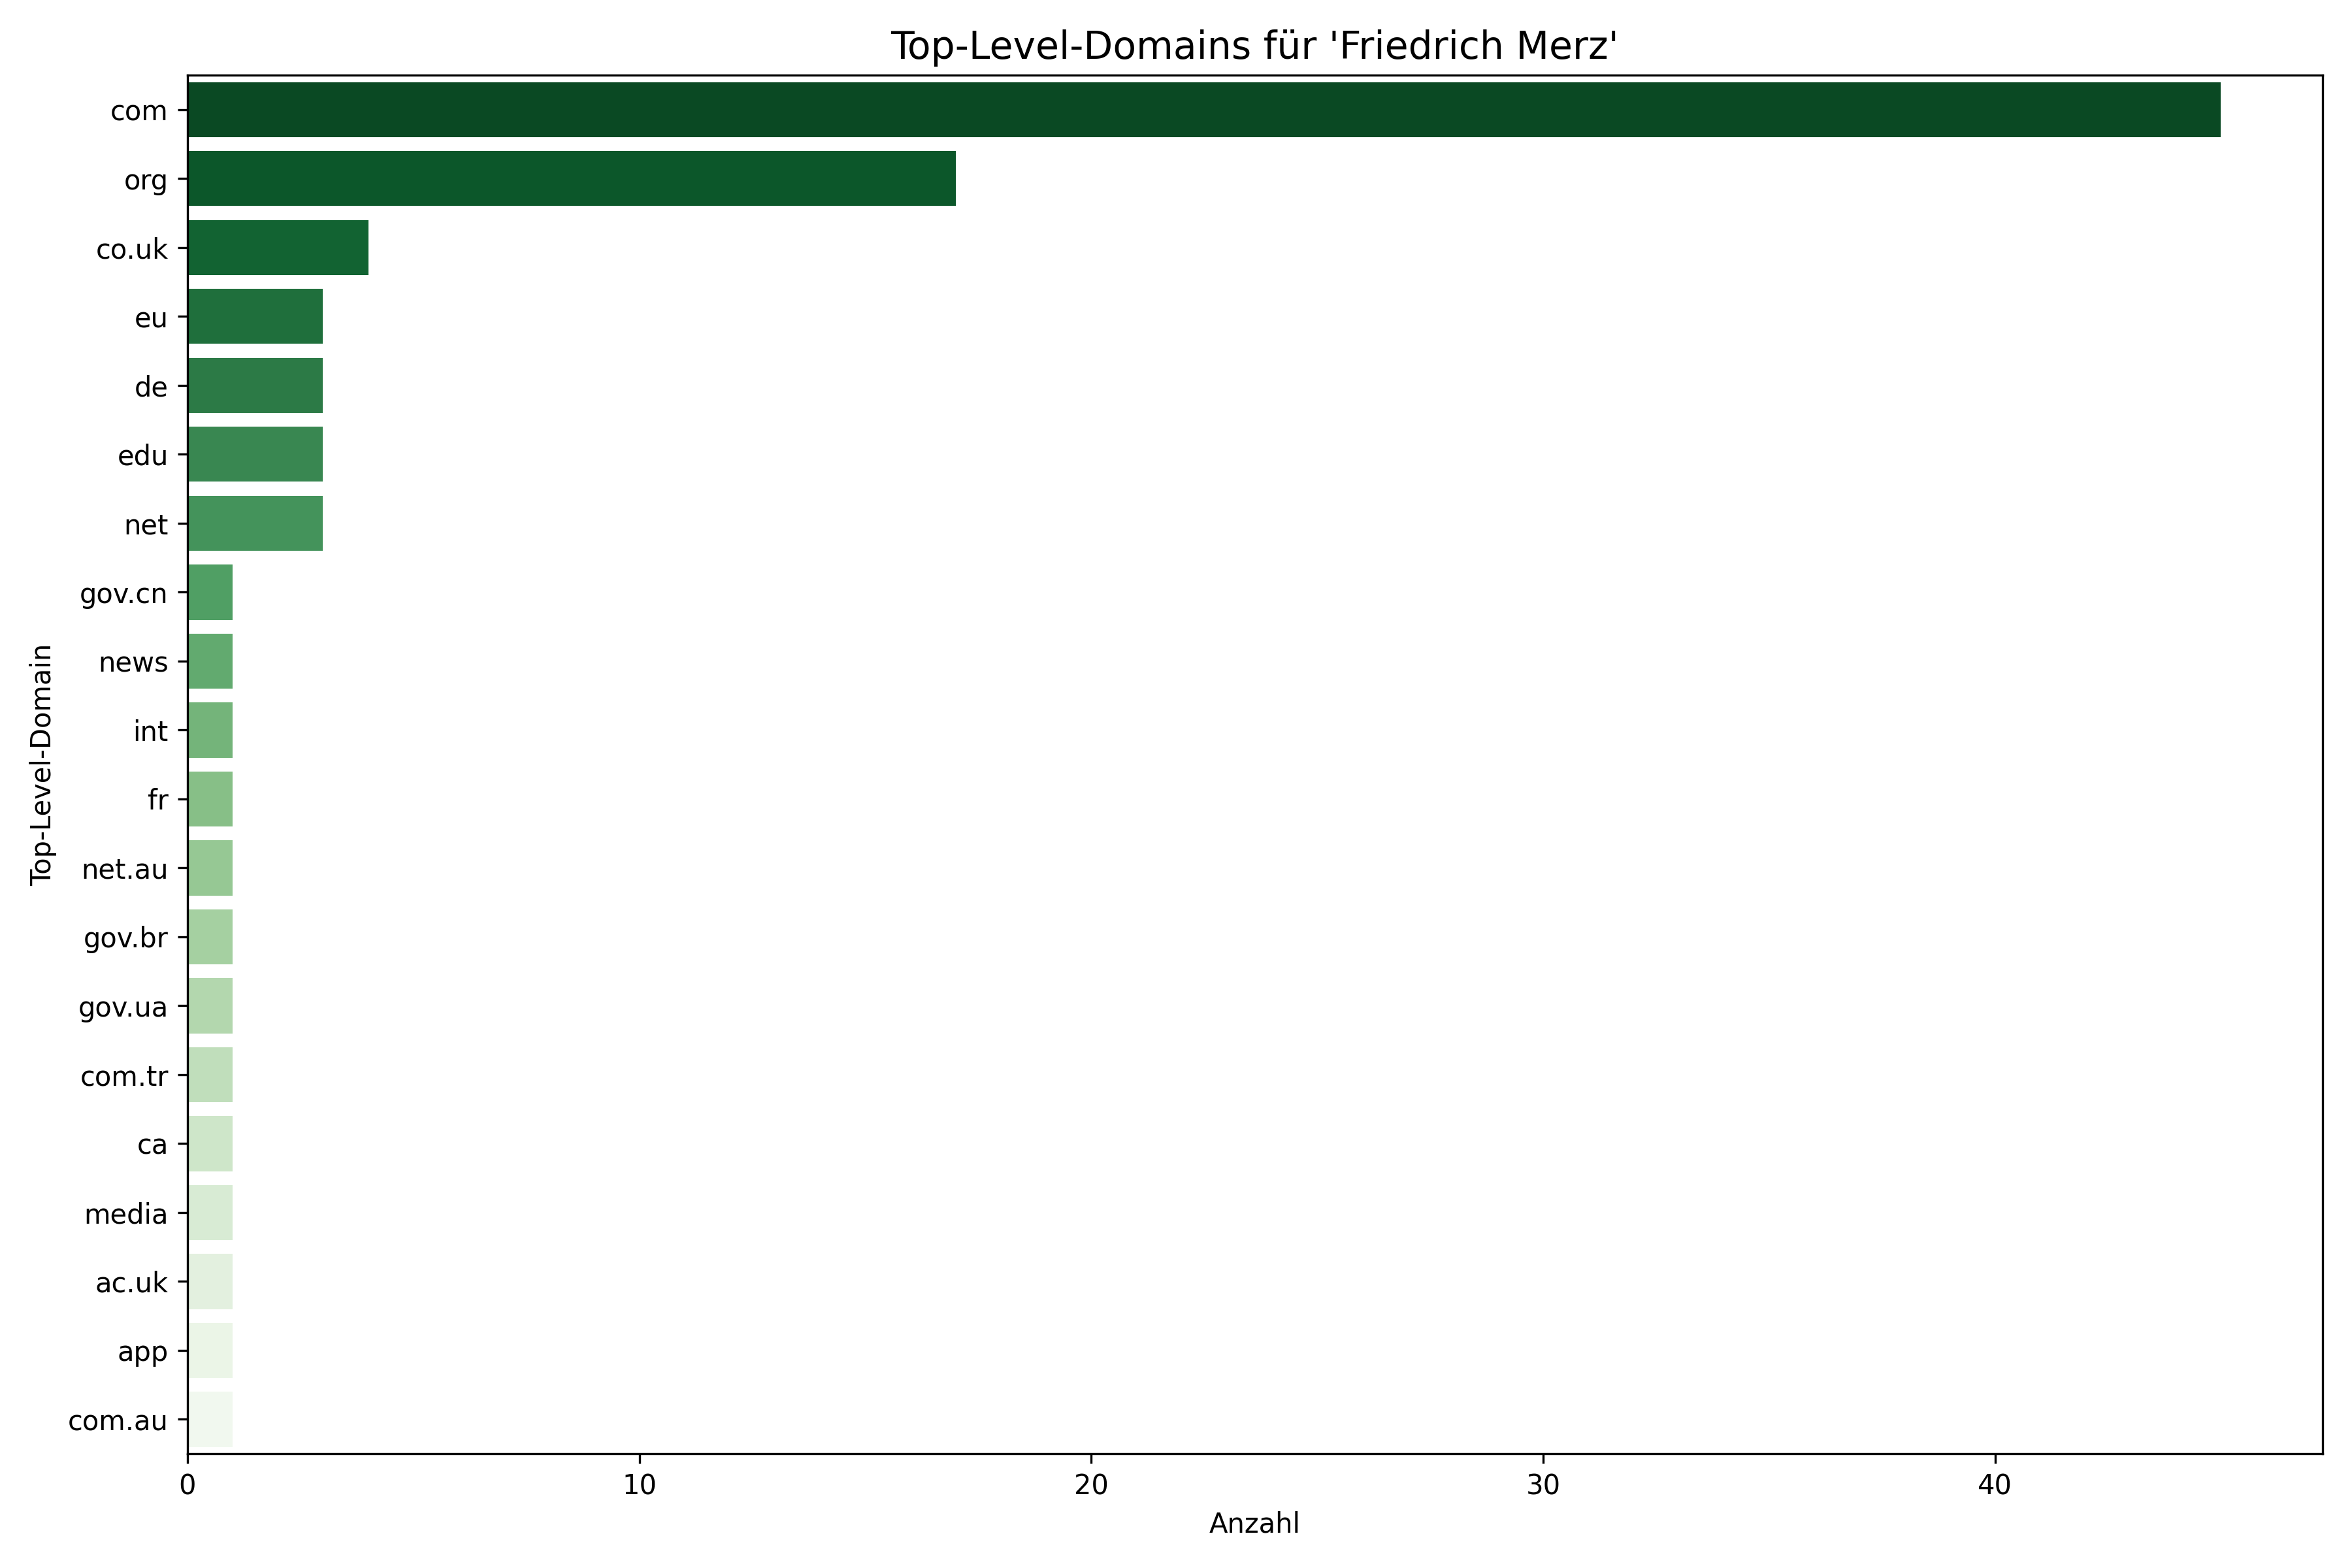 Top-Level-Domains für 'Friedrich Merz'
com
org
co.uk
eu
de
edu
net
gov.cn
news
int
fr
net.au
gov.br
gov.ua
com.tr
ca
media
ac.uk
app
com.au
Top-Level-Domain
0 10 20 30 40
Anzahl